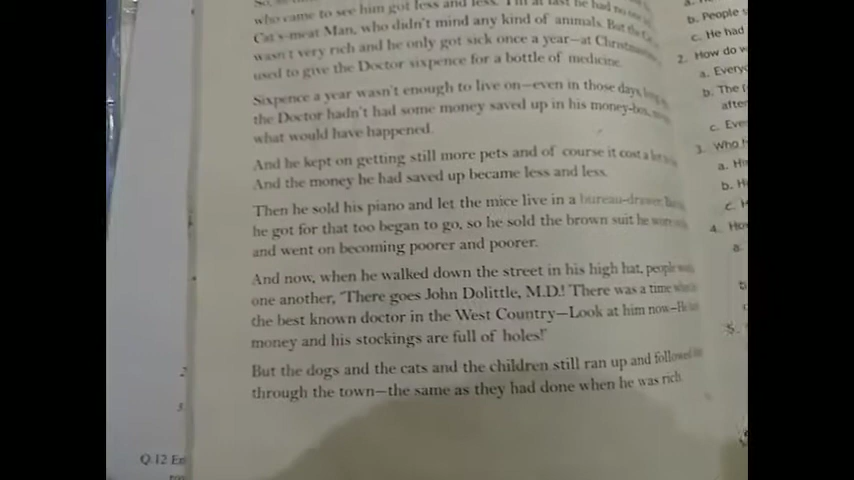 who came to see him got less and less.
Cat's-meat Man, who didn't mind any kind of animals. But the
wasn't very rich and he only got sick once a year—at Christmas
used to give the Doctor sixpence for a bottle of medicine.
Sixpence a year wasn't enough to live on—even in those days,
the Doctor hadn't had some money saved up in his money-box,
what would have happened.
And he kept on getting still more pets and of course it cost a
And the money he had saved up became less and less.
Then he sold his piano and let the mice live in a bureau-drawer.
he got for that too began to go, so he sold the brown suit he
and went on becoming poorer and poorer.
And now, when he walked down the street in his high hat, people
one another, "There goes John Dolittle, M.D.! There was a time
the best known doctor in the West Country—Look at him now—
money and his stockings are full of holes!"
But the dogs and the cats and the children still ran up and followed
through the town—the same as they had done when he was rich.
a.
b. People
c. He had
2. How do
a.
b. The
after
c.
3. Who
a.
b.
c.
4.
a.
b
5.
2
3.
Q.12